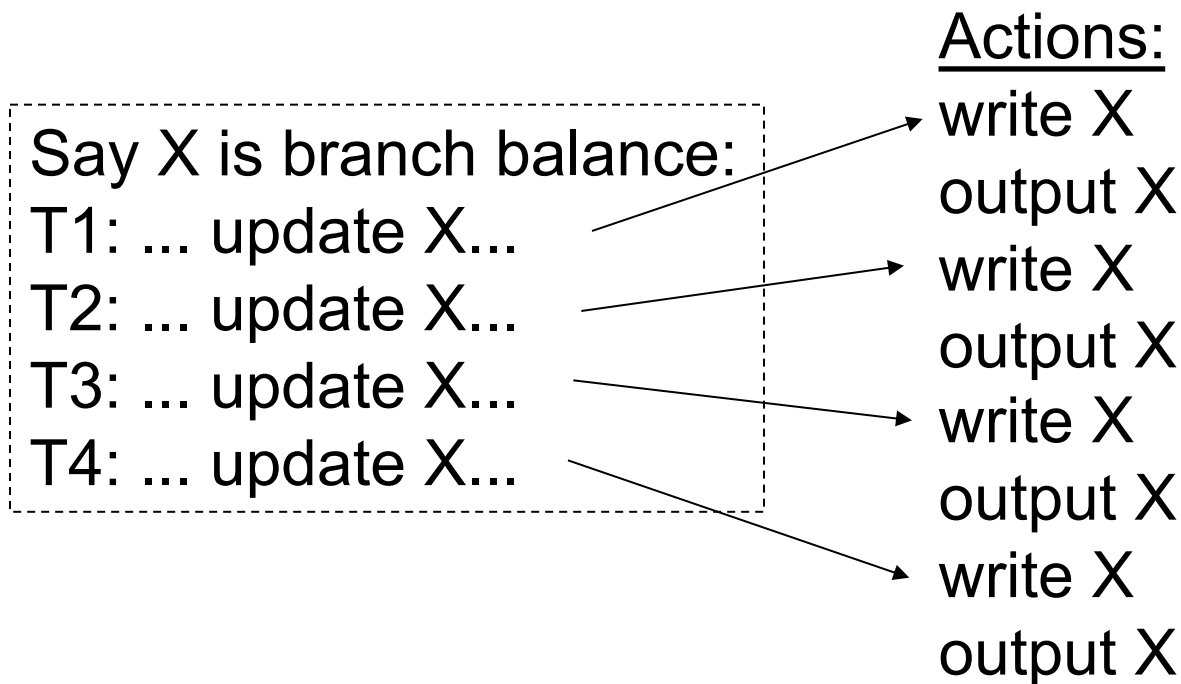 Say X is branch balance:
T1: ... update X...
T2: ... update X...
T3: ... update X...
T4: ... update X...
Actions:
write X
output X
write X
output X
write X
output X
write X
output X